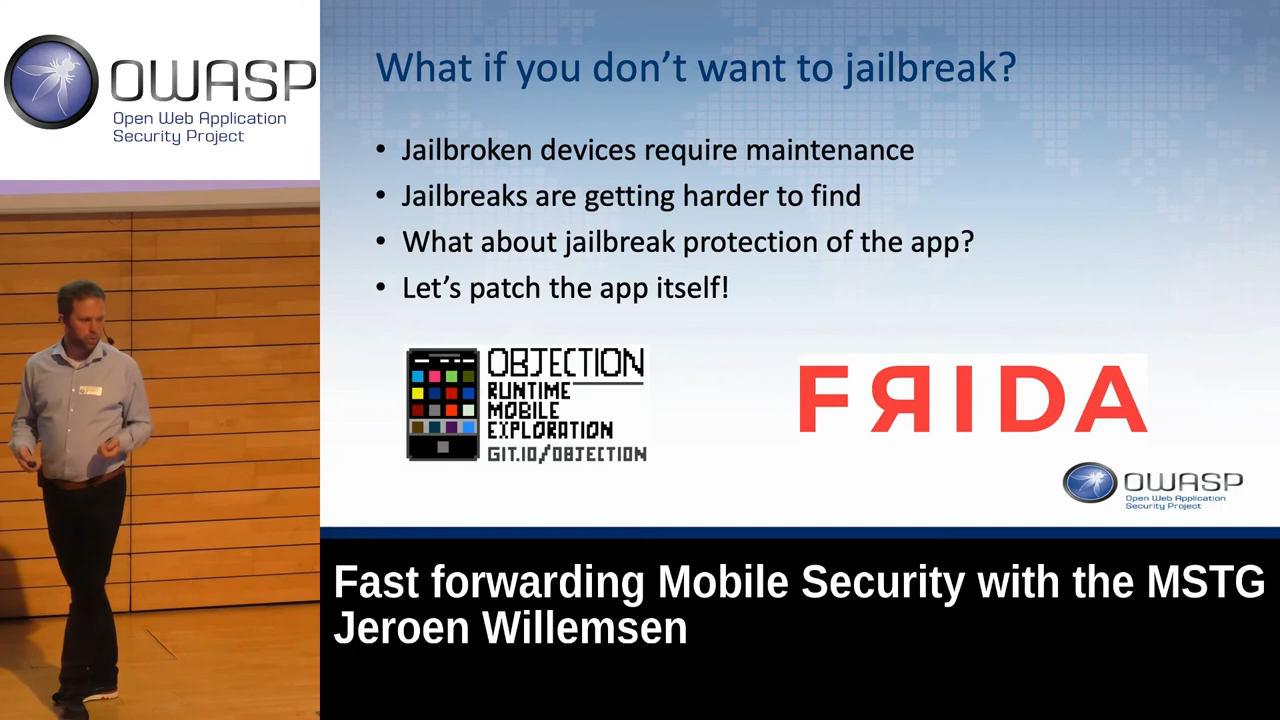 OWASP
Open Web Application
Security Project
What if you don't want to jailbreak?
• Jailbroken devices require maintenance
• Jailbreaks are getting harder to find
• What about jailbreak protection of the app?
• Let's patch the app itself!
OBJECTION
RUNTIME
MOBILE
EXPLORATION
GIT.IO/OBJECTION
FЯIDA
OWASP
Open Web Application
Security Project
Fast forwarding Mobile Security with the MSTG
Jeroen Willemsen